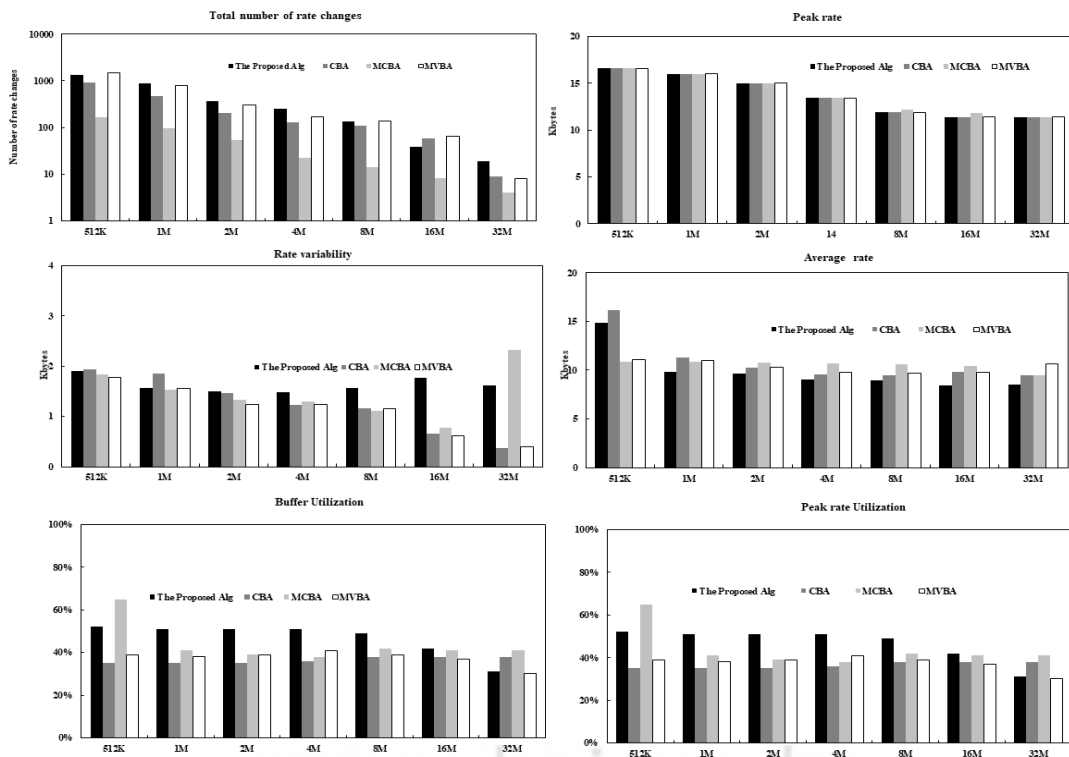 Total number of rate changes
10000
1000
100
10
1
Number of rate changes
The Proposed Alg CBA MCBA MVBA
512K 1M 2M 4M 8M 16M 32M
Peak rate
20
15
10
5
0
Kbytes
The Proposed Alg CBA MCBA MVBA
512K 1M 2M 14 8M 16M 32M
Rate variability
4
3
2
1
0
Kbytes
The Proposed Alg CBA MCBA MVBA
512K 1M 2M 4M 8M 16M 32M
Average rate
20
15
10
5
0
Kbytes
The Proposed Alg CBA MCBA MVBA
512K 1M 2M 4M 8M 16M 32M
Buffer Utilization
100%
80%
60%
40%
20%
0%
The Proposed Alg CBA MCBA MVBA
512K 1M 2M 4M 8M 16M 32M
Peak rate Utilization
100%
80%
60%
40%
20%
0%
The Proposed Alg CBA MCBA MVBA
512K 1M 2M 4M 8M 16M 32M